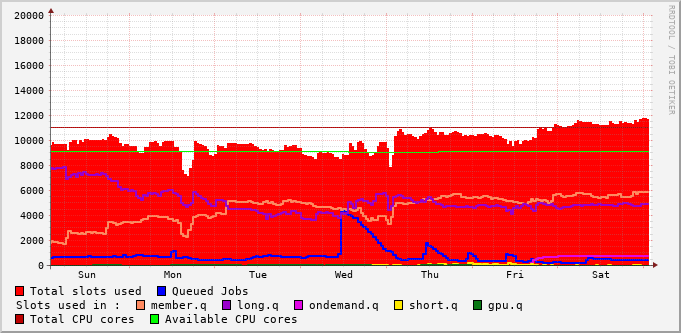 20000
18000
16000
14000
12000
10000
8000
6000
4000
2000
0
Sun Mon Tue Wed Thu Fri Sat
RRDTOOL / TOBI OETIKER
Total slots used Queued Jobs
Slots used in : member.q long.q ondemand.q short.q gpu.q
Total CPU cores Available CPU cores